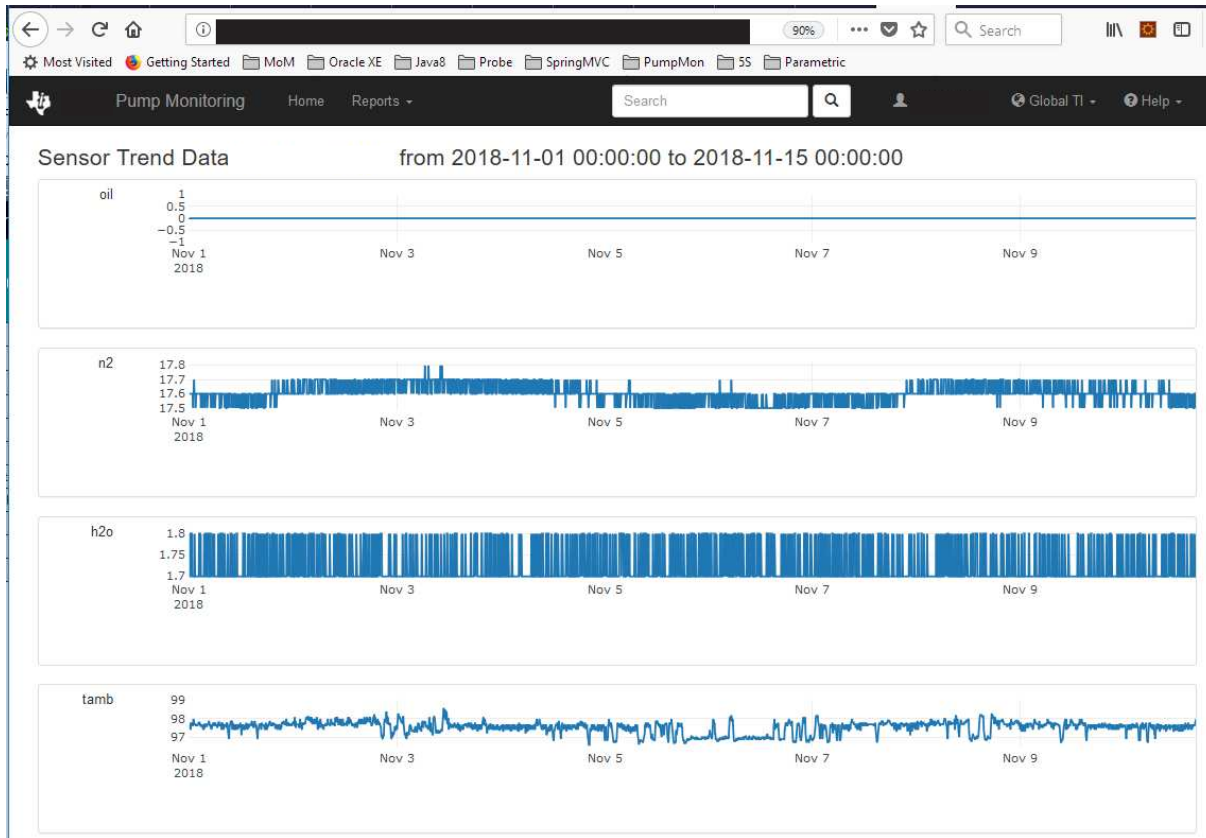 90% Search
Most Visited Getting Started MoM Oracle XE Java8 Probe SpringMVC PumpMon 5S Parametric
Pump Monitoring Home Reports Search Global TI Help
Sensor Trend Data from 2018-11-01 00:00:00 to 2018-11-15 00:00:00
oil
1
0.5
0
−0.5
−1
Nov 1 Nov 3 Nov 5 Nov 7 Nov 9
2018
n2
17.8
17.7
17.6
17.5
Nov 1 Nov 3 Nov 5 Nov 7 Nov 9
2018
h2o
1.8
1.75
1.7
Nov 1 Nov 3 Nov 5 Nov 7 Nov 9
2018
tamb
99
98
97
Nov 1 Nov 3 Nov 5 Nov 7 Nov 9
2018